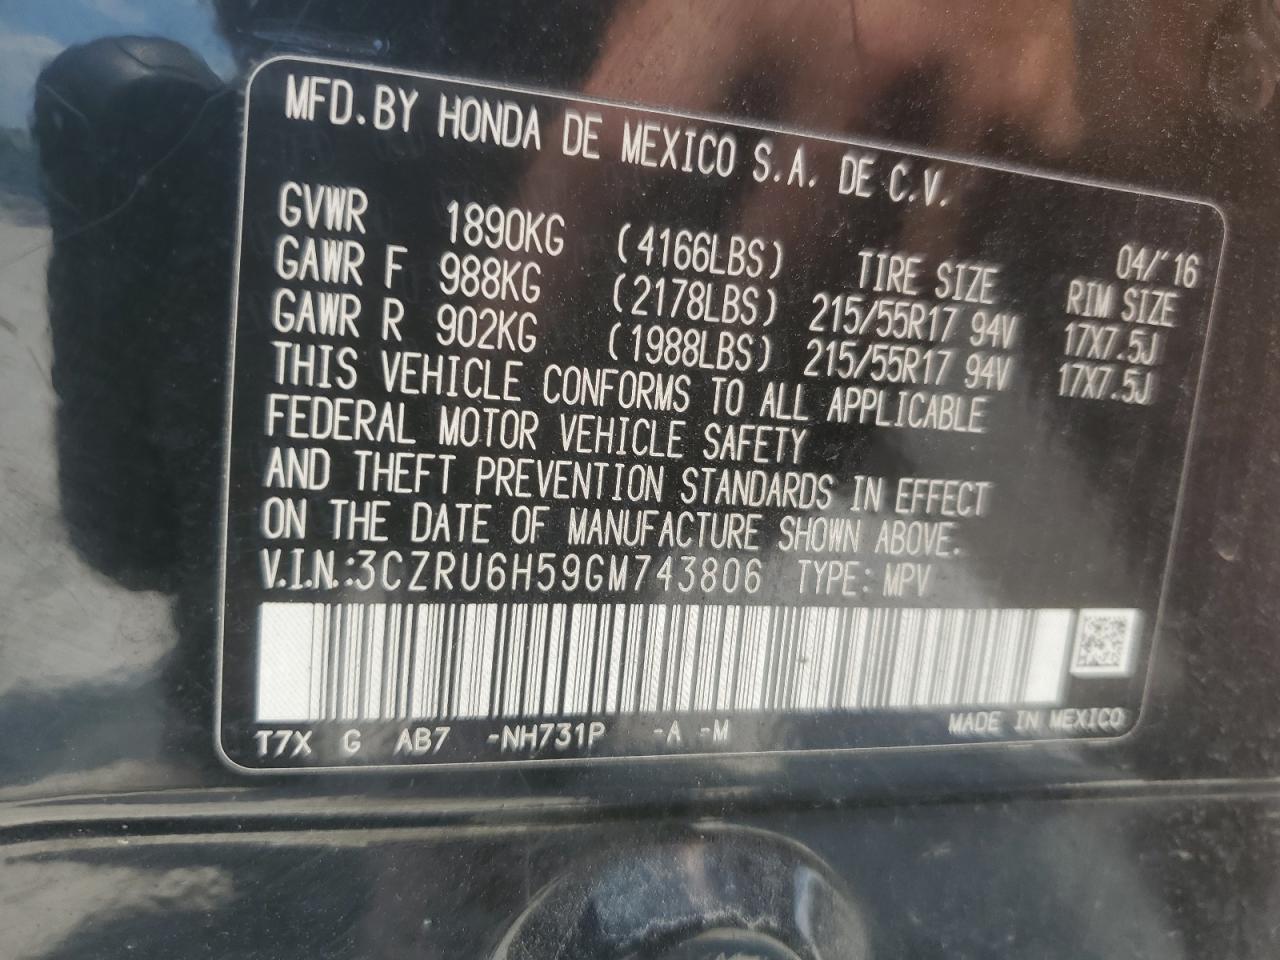 MFD.BY HONDA DE MEXICO S.A. DE C.V.
04/'16
GVWR 1890KG (4166LBS) TIRE SIZE RIM SIZE
GAWR F 988KG (2178LBS) 215/55R17 94V 17X7.5J
GAWR R 902KG (1988LBS) 215/55R17 94V 17X7.5J
THIS VEHICLE CONFORMS TO ALL APPLICABLE
FEDERAL MOTOR VEHICLE SAFETY
AND THEFT PREVENTION STANDARDS IN EFFECT
ON THE DATE OF MANUFACTURE SHOWN ABOVE.
V.I.N.:3CZRU6H59GM743806 TYPE: MPV
T7X G AB7 -NH731P -A -M MADE IN MEXICO